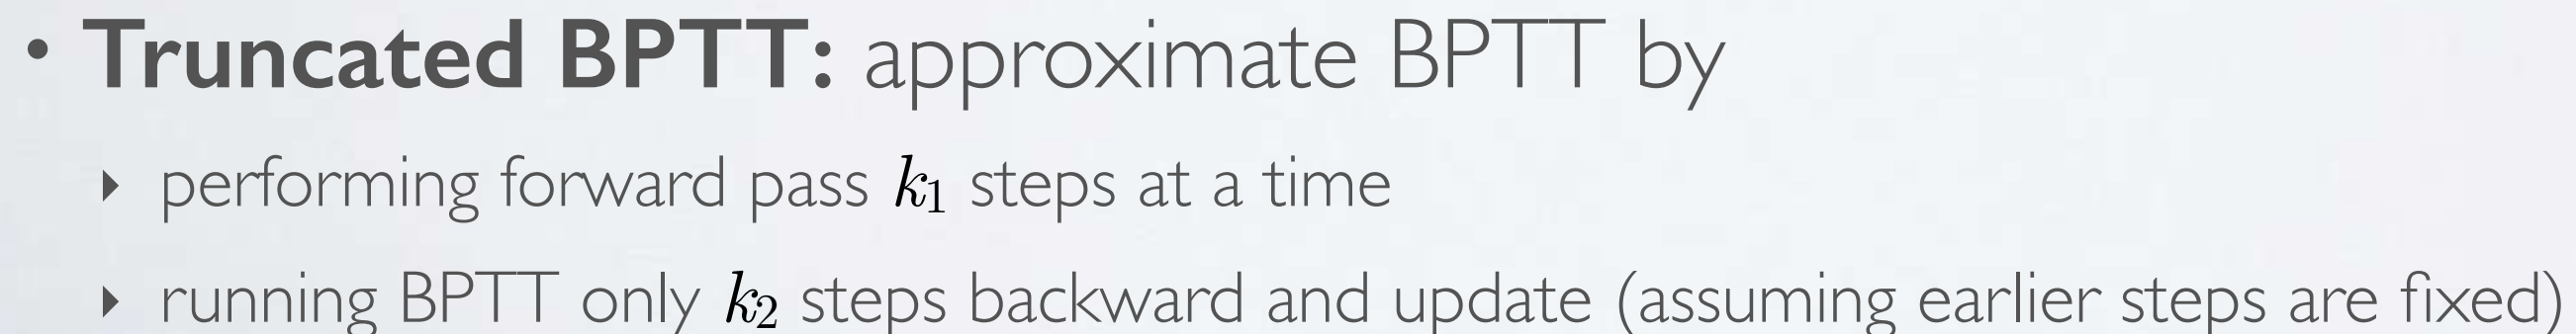 • Truncated BPTT: approximate BPTT by
‣ performing forward pass k₁ steps at a time
‣ running BPTT only k₂ steps backward and update (assuming earlier steps are fixed)